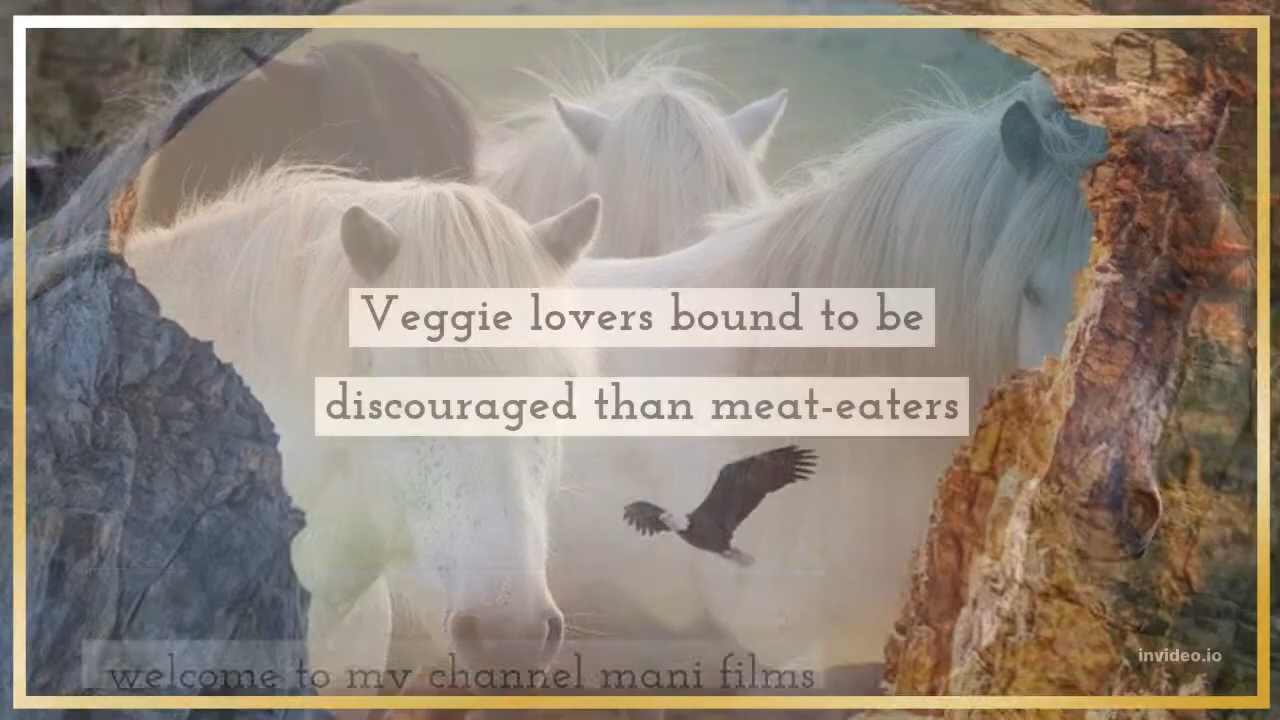 Veggie lovers bound to be
discouraged than meat-eaters
invideo.io
welcome to my channel mani films